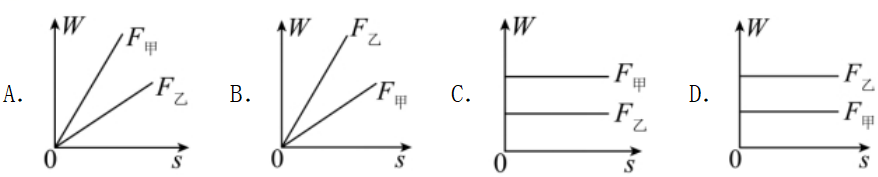 A. W F甲 F乙 0 s
B. W F乙 F甲 0 s
C. W F甲 F乙 0 s
D. W F乙 F甲 0 s